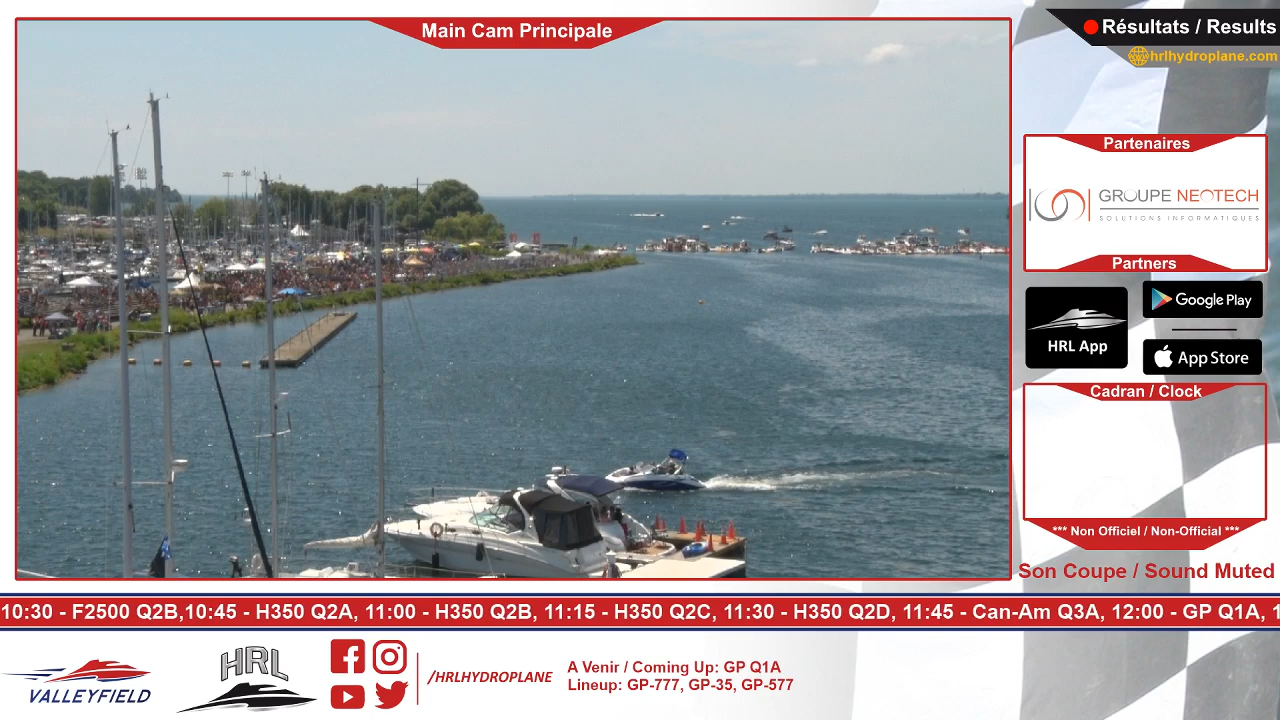 Main Cam Principale
Résultats / Results
hrlhydroplane.com
Partenaires
GROUPE NEOTECH
SOLUTIONS INFORMATIQUES
Partners
HRL App
Google Play
App Store
Cadran / Clock
*** Non Officiel / Non-Official ***
Son Coupe / Sound Muted
10:30 - F2500 Q2B,10:45 - H350 Q2A, 11:00 - H350 Q2B, 11:15 - H350 Q2C, 11:30 - H350 Q2D, 11:45 - Can-Am Q3A, 12:00 - GP Q1A, 1
VALLEYFIELD
HRL
/HRLHYDROPLANE
A Venir / Coming Up: GP Q1A
Lineup: GP-777, GP-35, GP-577